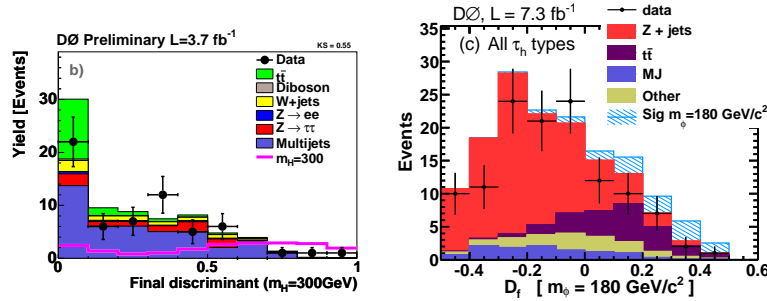 DØ Preliminary L=3.7 fb⁻¹
KS = 0.55
b)
Data
tt̄
Diboson
W+jets
Z → ee
Z → ττ
Multijets
m_H=300
Yield [Events]
30
20
10
0
0
0.5
1
Final discriminant (m_H=300GeV)
DØ, L = 7.3 fb⁻¹
(c) All τ_h types
data
Z + jets
tt̄
MJ
Other
Sig m_ϕ=180 GeV/c²
Events
30
25
20
15
10
5
0
-0.4
-0.2
0
0.2
0.4
0.6
D_f [ m_ϕ = 180 GeV/c² ]